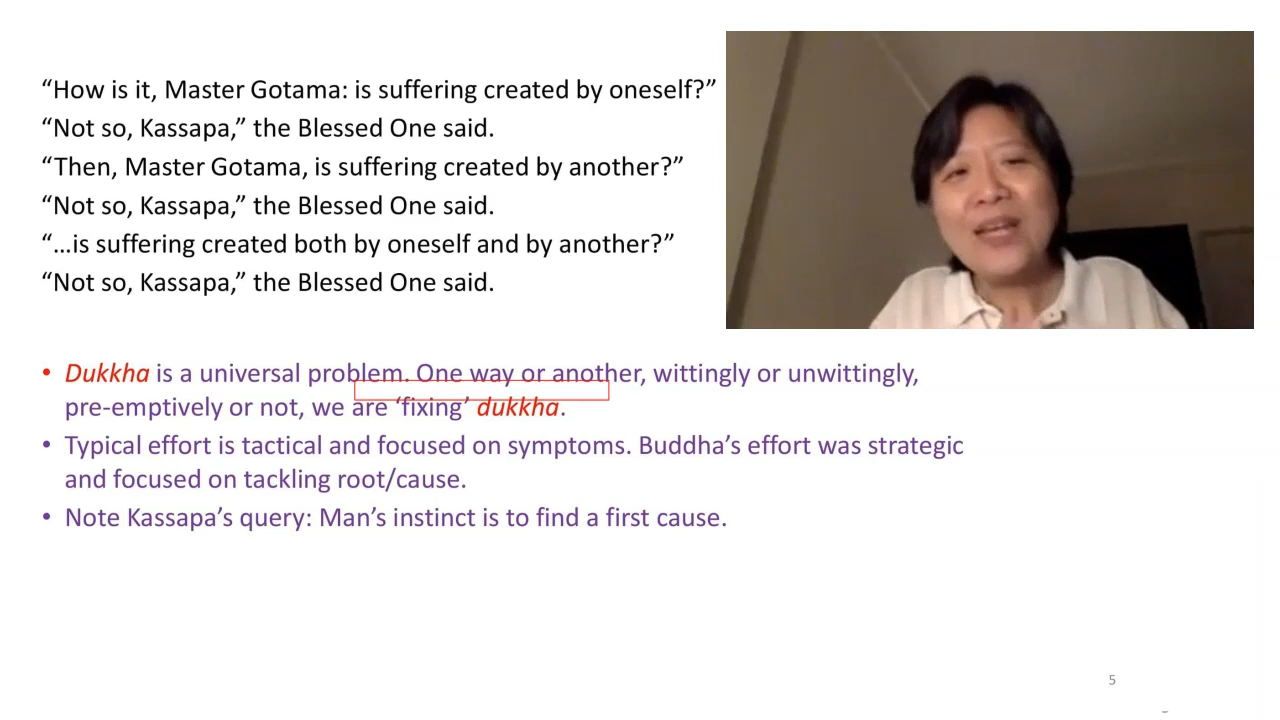 “How is it, Master Gotama: is suffering created by oneself?”
“Not so, Kassapa,” the Blessed One said.
“Then, Master Gotama, is suffering created by another?”
“Not so, Kassapa,” the Blessed One said.
“…is suffering created both by oneself and by another?”
“Not so, Kassapa,” the Blessed One said.
• Dukkha is a universal problem. One way or another, wittingly or unwittingly,
pre-emptively or not, we are ‘fixing’ dukkha.
• Typical effort is tactical and focused on symptoms. Buddha’s effort was strategic
and focused on tackling root/cause.
• Note Kassapa’s query: Man’s instinct is to find a first cause.
5